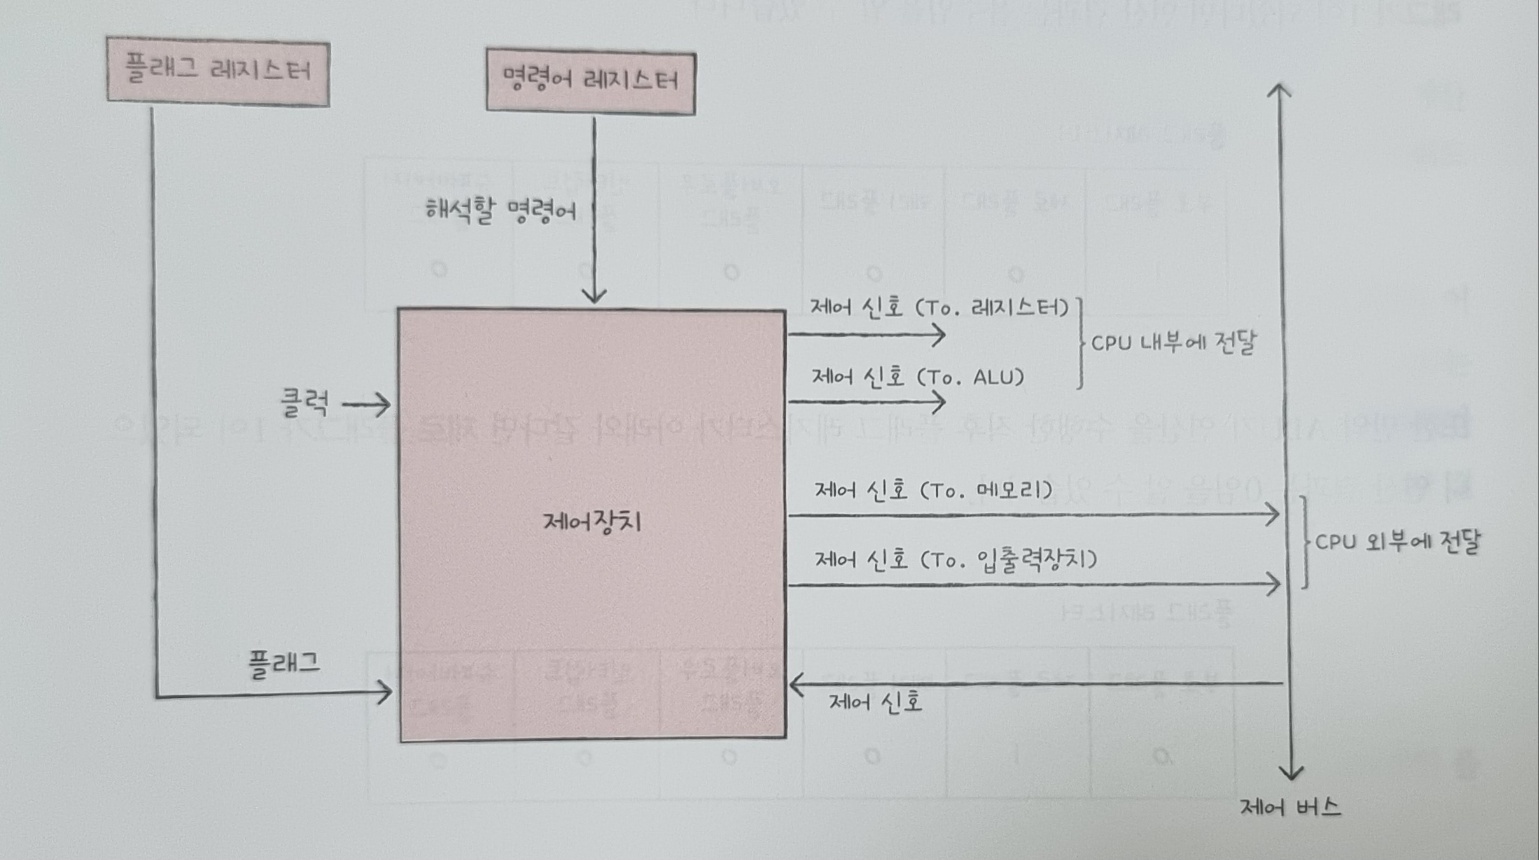 플래그 레지스터
명령어 레지스터
해석할 명령어
제어 신호 (To. 레지스터)
CPU 내부에 전달
제어 신호 (To. ALU)
클럭
제어 신호 (To. 메모리)
제어장치
CPU 외부에 전달
제어 신호 (To. 입출력장치)
플래그
제어 신호
제어 버스